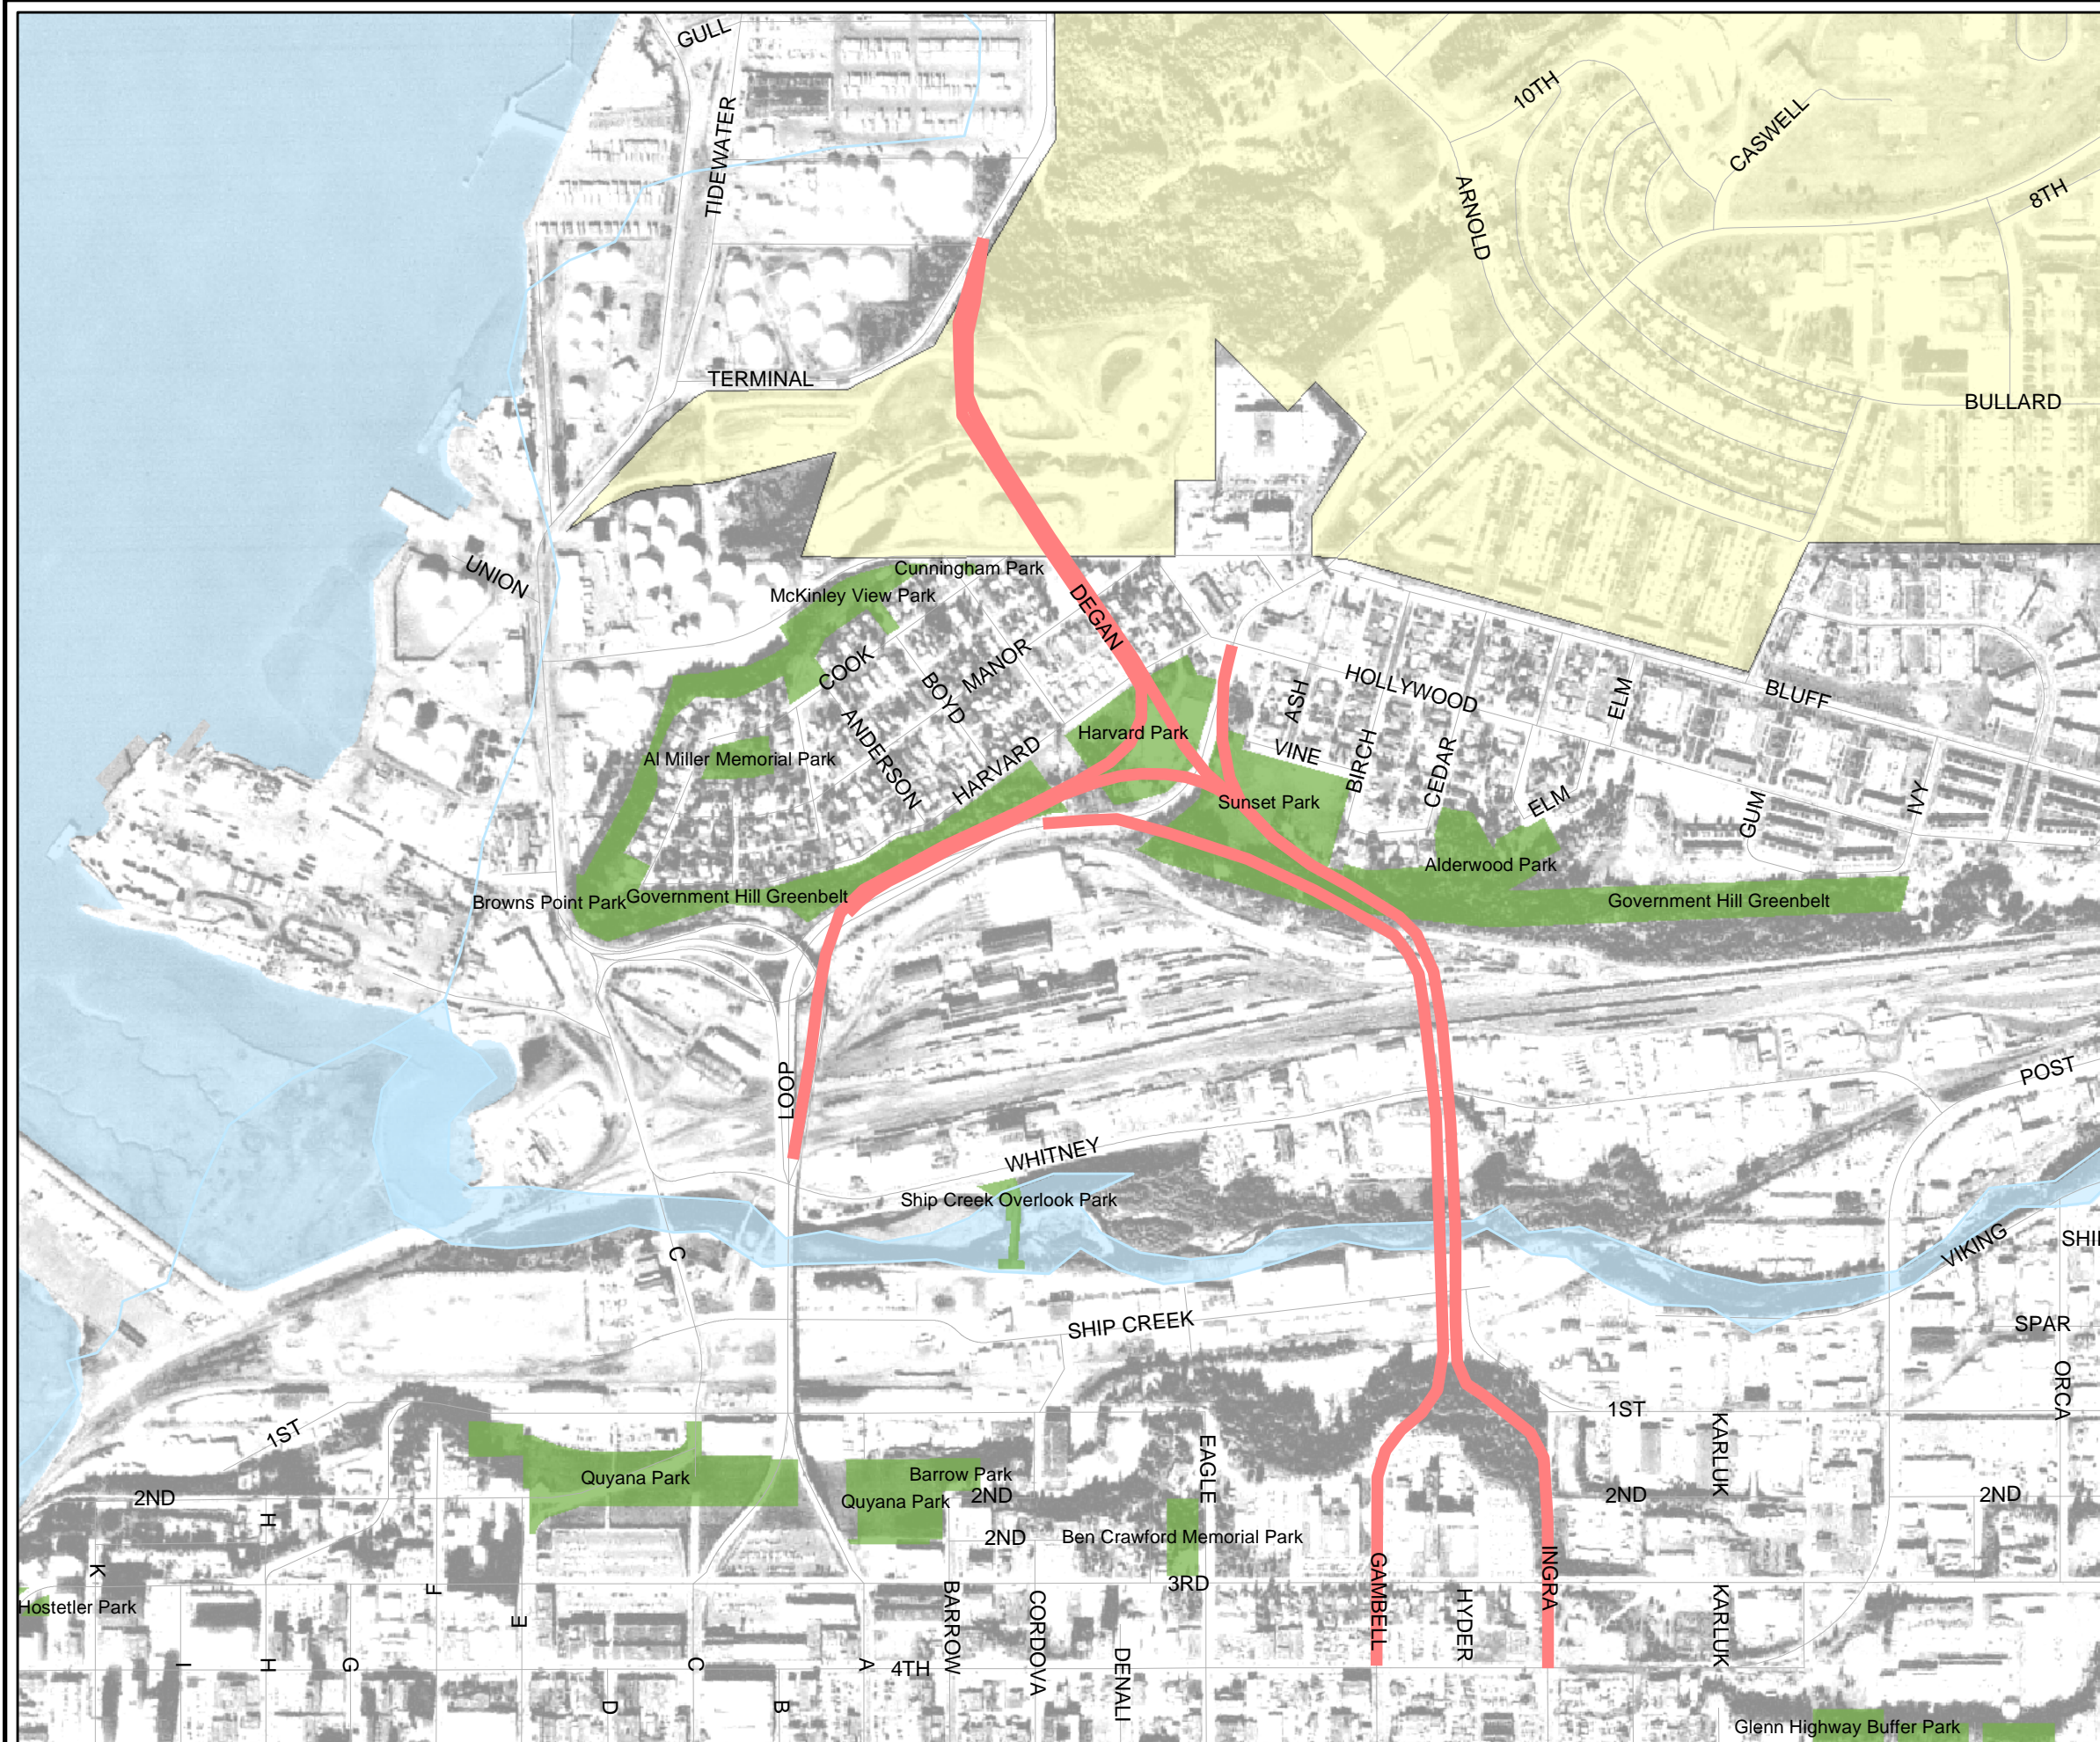 GULL
TIDEWATER
10TH
CASWELL
ARNOLD
8TH
TERMINAL
BULLARD
UNION
Cunningham Park
McKinley View Park
DEGAN
COOK
MANOR
BOYD
ANDERSON
HARVARD
HOLLYWOOD
ASH
ELM
BLUFF
Harvard Park
Al Miller Memorial Park
VINE
BIRCH
CEDAR
Sunset Park
ELM
GUM
IVY
Alderwood Park
Browns Point Park
Government Hill Greenbelt
Government Hill Greenbelt
LOOP
POST
WHITNEY
Ship Creek Overlook Park
C
VIKING
SHI
SHIP CREEK
SPAR
ORCA
1ST
1ST
KARLUK
EAGLE
Quyana Park
Barrow Park
2ND
2ND
Quyana Park
2ND
2ND
H
2ND
Ben Crawford Memorial Park
K
F
3RD
GAMBELL
INGRA
Hostetler Park
E
BARROW
CORDOVA
HYDER
KARLUK
I
H
G
C
A
4TH
DENALI
D
B
Glenn Highway Buffer Park